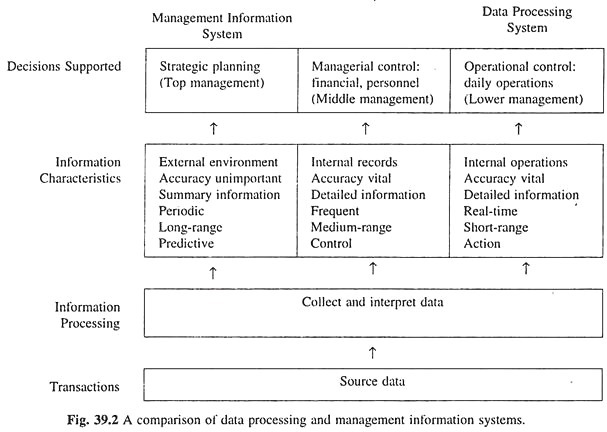 Management Information
System
Data Processing
System
Decisions Supported
Strategic planning
(Top management)
Managerial control:
financial, personnel
(Middle management)
Operational control:
daily operations
(Lower management)
↑ ↑ ↑
Information
Characteristics
External environment
Accuracy unimportant
Summary information
Periodic
Long-range
Predictive
Internal records
Accuracy vital
Detailed information
Frequent
Medium-range
Control
Internal operations
Accuracy vital
Detailed information
Real-time
Short-range
Action
↑ ↑ ↑
Information
Processing
Collect and interpret data
↑
Transactions
Source data
Fig. 39.2 A comparison of data processing and management information systems.